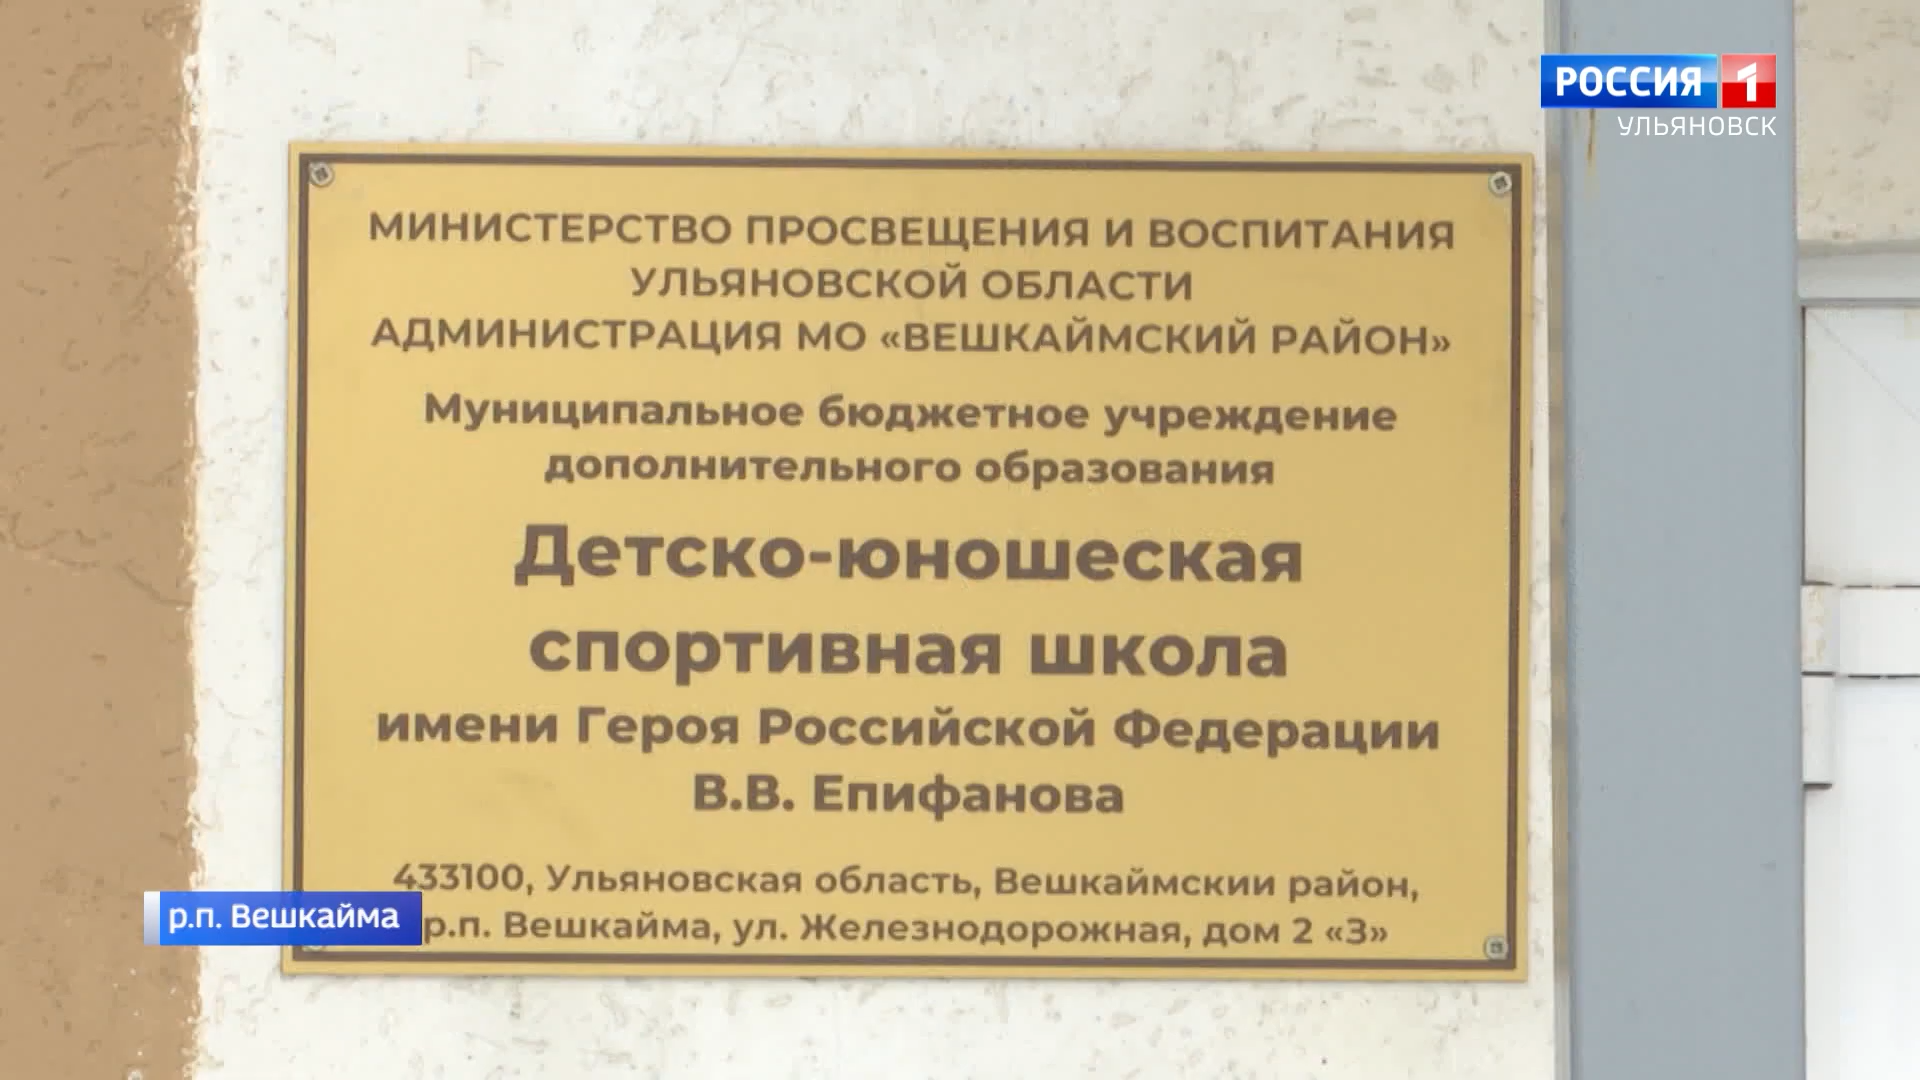 РОССИЯ 1
УЛЬЯНОВСК
МИНИСТЕРСТВО ПРОСВЕЩЕНИЯ И ВОСПИТАНИЯ
УЛЬЯНОВСКОЙ ОБЛАСТИ
АДМИНИСТРАЦИЯ МО «ВЕШКАЙМСКИЙ РАЙОН»
Муниципальное бюджетное учреждение
дополнительного образования
Детско-юношеская
спортивная школа
имени Героя Российской Федерации
В.В. Епифанова
433100, Ульяновская область, Вешкаймскии район,
р.п. Вешкайма, ул. Железнодорожная, дом 2 «З»
р.п. Вешкайма